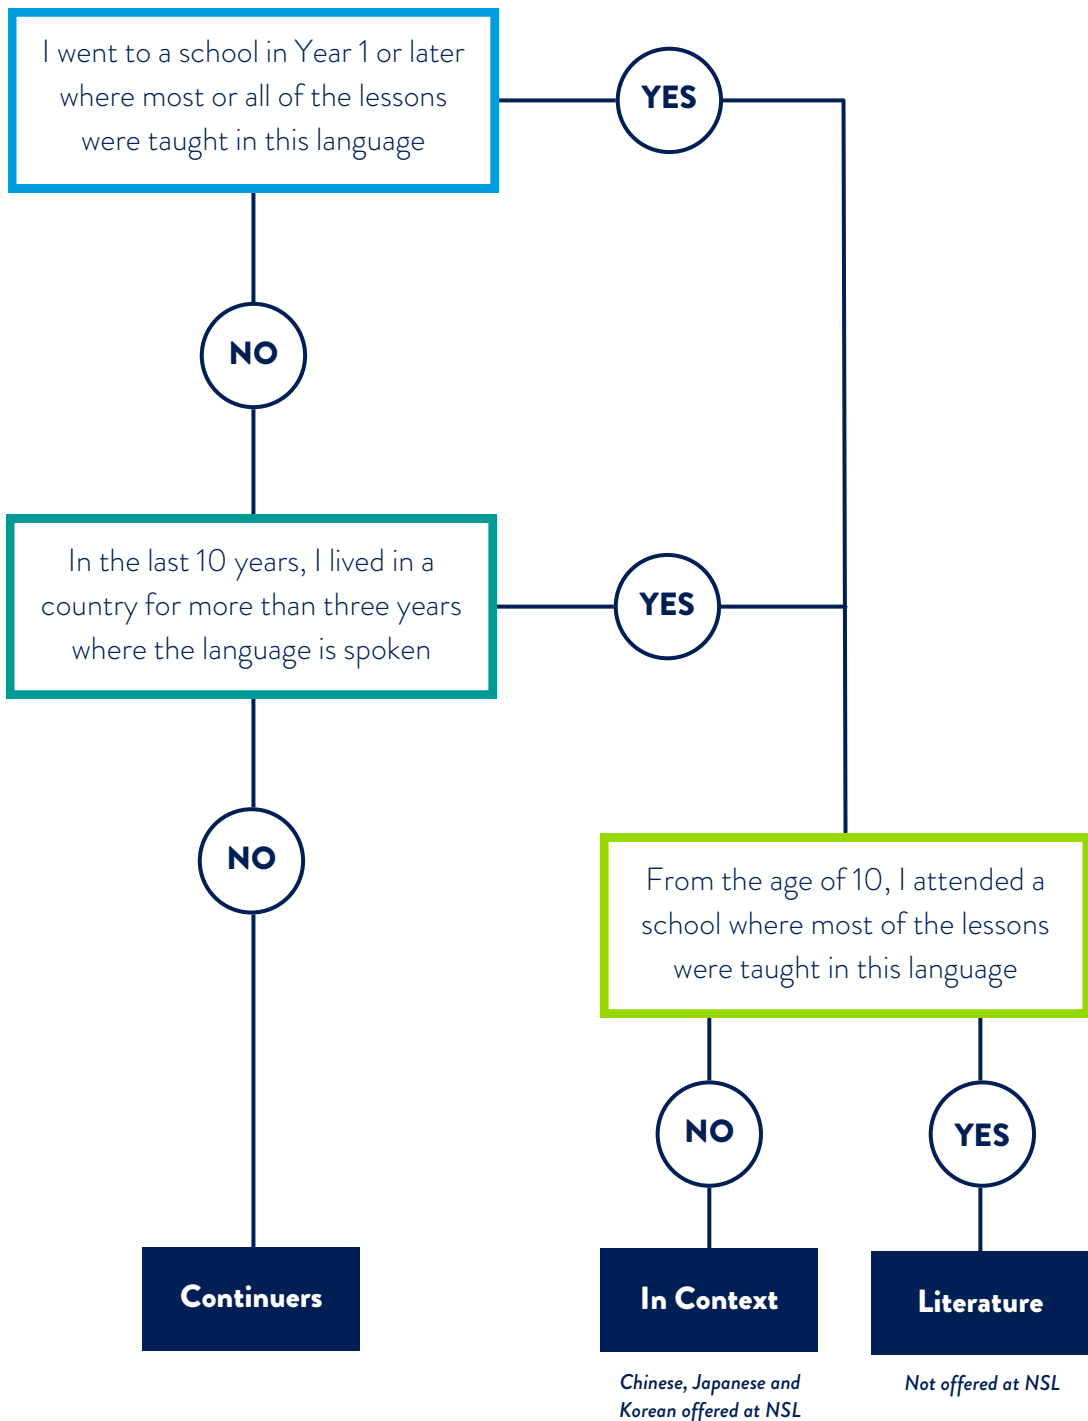 I went to a school in Year 1 or later
where most or all of the lessons
were taught in this language
YES
NO
In the last 10 years, I lived in a
country for more than three years
where the language is spoken
YES
NO
From the age of 10, I attended a
school where most of the lessons
were taught in this language
NO
YES
Continuers
In Context
Literature
Chinese, Japanese and
Korean offered at NSL
Not offered at NSL